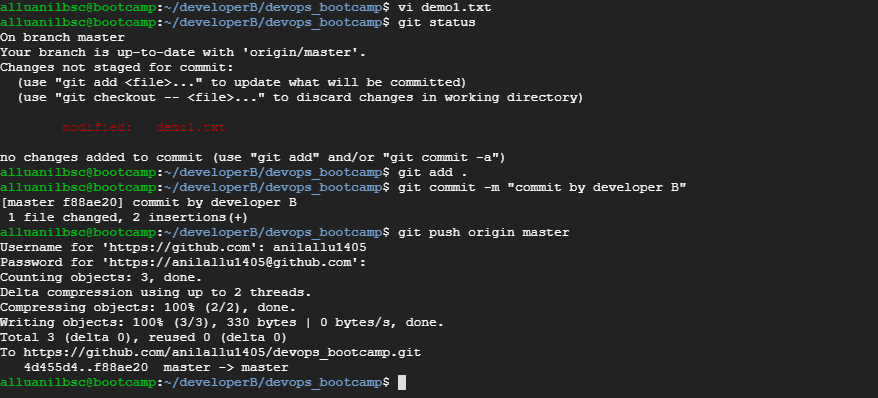 alluanilbsc@bootcamp:~/developerB/devops_bootcamp$ vi demo1.txt
alluanilbsc@bootcamp:~/developerB/devops_bootcamp$ git status
On branch master
Your branch is up-to-date with 'origin/master'.
Changes not staged for commit:
  (use "git add <file>..." to update what will be committed)
  (use "git checkout -- <file>..." to discard changes in working directory)
        modified:   demo1.txt
no changes added to commit (use "git add" and/or "git commit -a")
alluanilbsc@bootcamp:~/developerB/devops_bootcamp$ git add .
alluanilbsc@bootcamp:~/developerB/devops_bootcamp$ git commit -m "commit by developer B"
[master f88ae20] commit by developer B
 1 file changed, 2 insertions(+)
alluanilbsc@bootcamp:~/developerB/devops_bootcamp$ git push origin master
Username for 'https://github.com': anilallu1405
Password for 'https://anilallu1405@github.com':
Counting objects: 3, done.
Delta compression using up to 2 threads.
Compressing objects: 100% (2/2), done.
Writing objects: 100% (3/3), 330 bytes | 0 bytes/s, done.
Total 3 (delta 0), reused 0 (delta 0)
To https://github.com/anilallu1405/devops_bootcamp.git
   4d455d4..f88ae20  master -> master
alluanilbsc@bootcamp:~/developerB/devops_bootcamp$